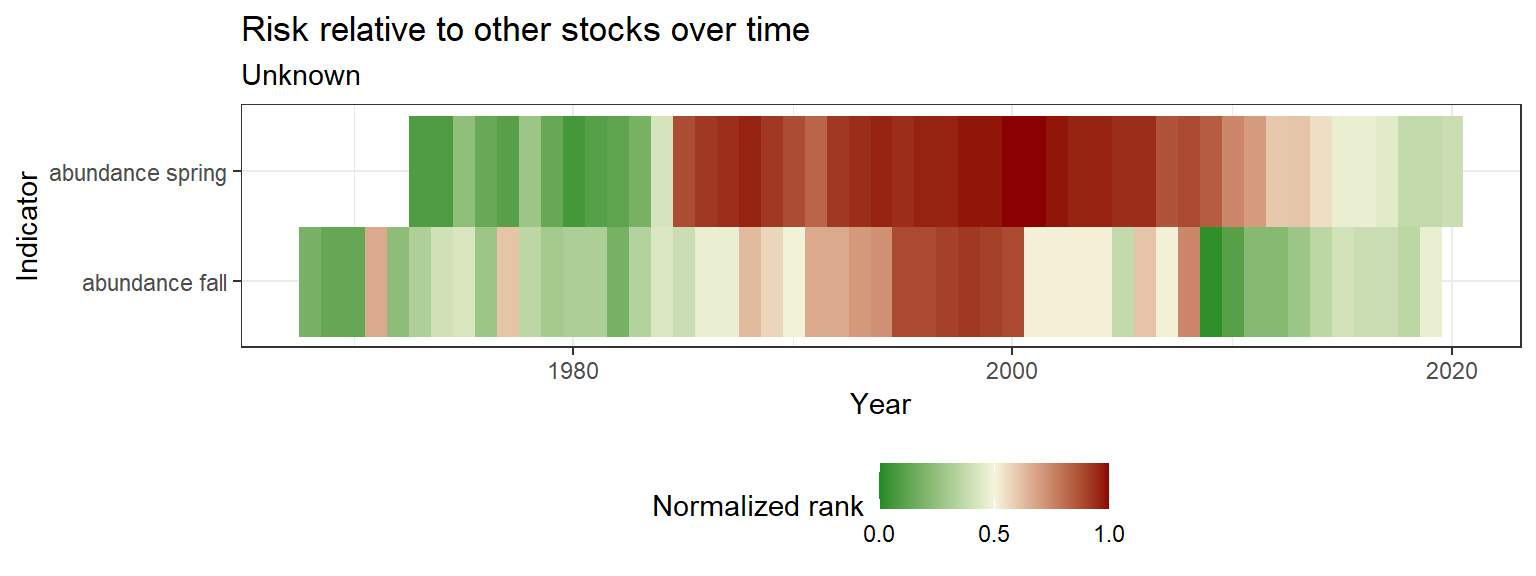 Risk relative to other stocks over time
Unknown
Indicator
abundance spring
abundance fall
1980 2000 2020
Year
Normalized rank
0.0 0.5 1.0